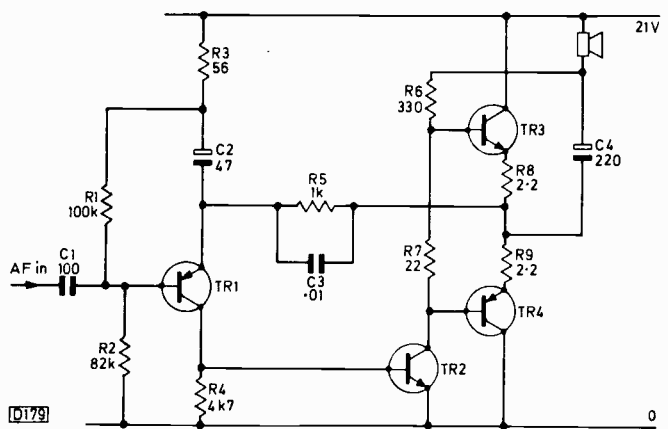 21V
R3
56
R6
330
TR3
C2
47
C4
220
R8
2·2
R5
1k
R1
100k
R7
22
R9
2·2
C1
100
AF in
TR1
C3
·01
TR4
R2
82k
TR2
R4
4k7
D179
0